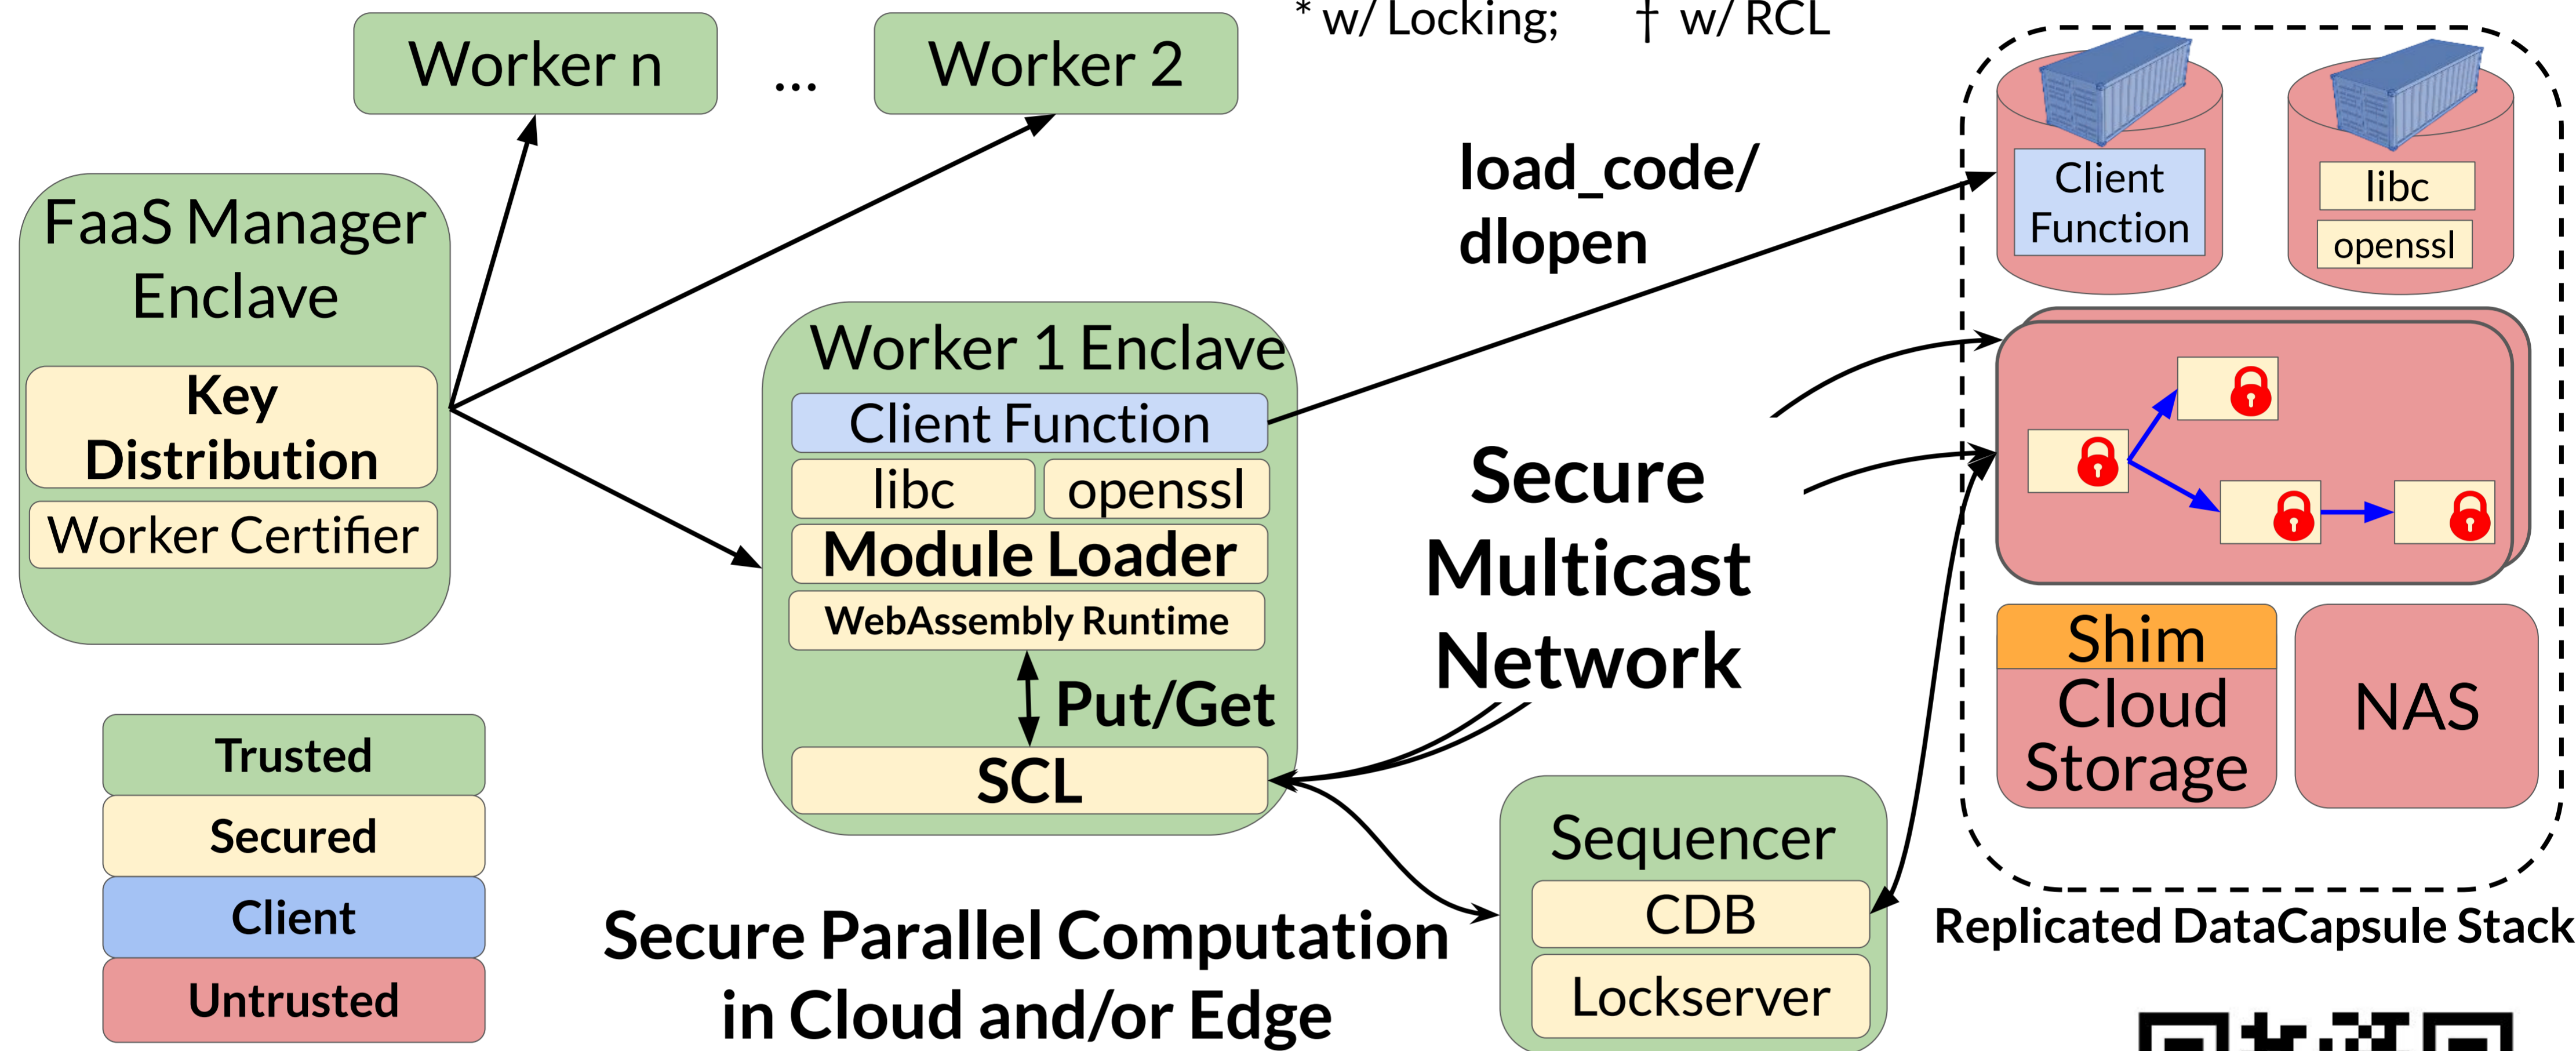 * w/ Locking; † w/ RCL
Worker n
...
Worker 2
FaaS Manager
Enclave
Key
Distribution
Worker Certifier
Trusted
Secured
Client
Untrusted
Worker 1 Enclave
Client Function
libc
openssl
Module Loader
WebAssembly Runtime
Put/Get
SCL
Secure Parallel Computation
in Cloud and/or Edge
load_code/
dlopen
Secure
Multicast
Network
Sequencer
CDB
Lockserver
Client
Function
libc
openssl
Shim
Cloud
Storage
NAS
Replicated DataCapsule Stack